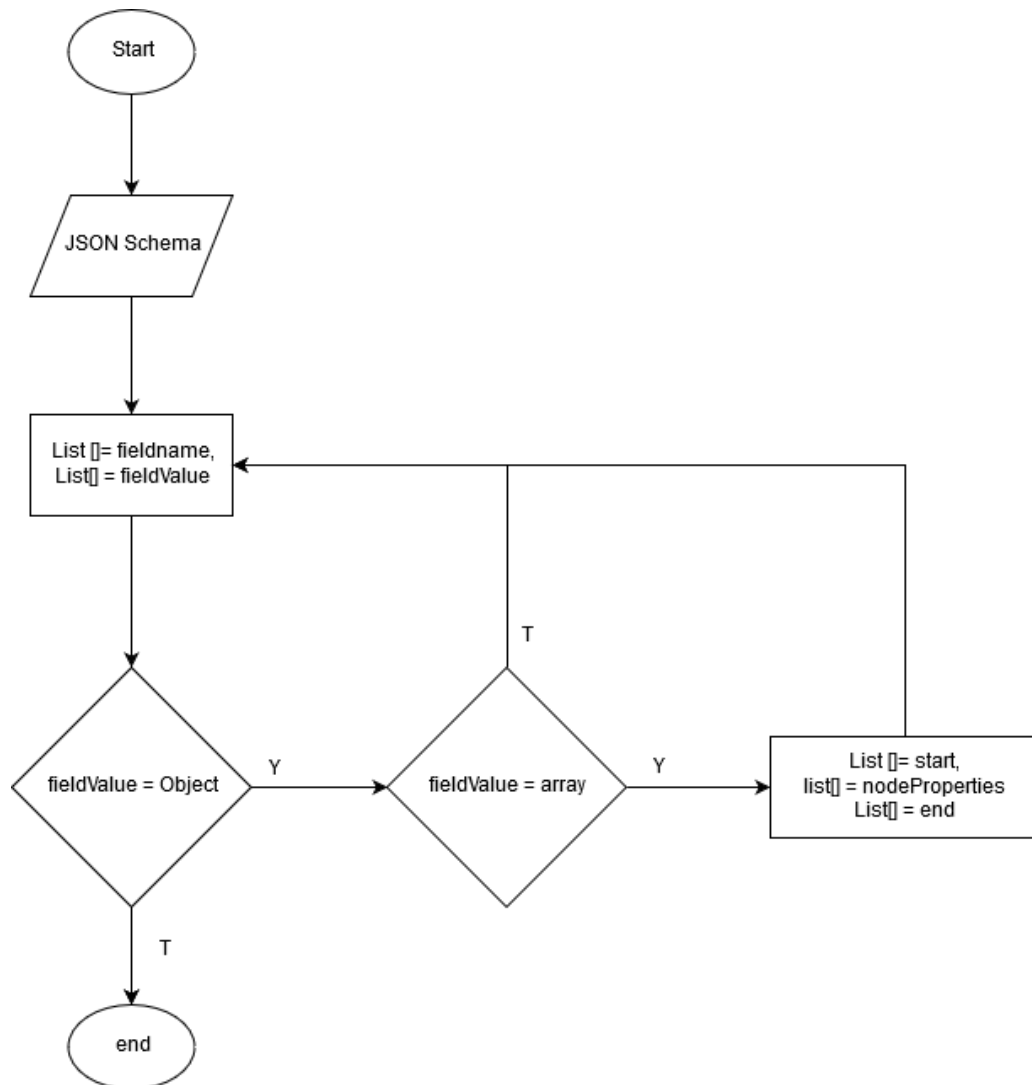 Start
JSON Schema
List []= fieldname,
List[] = fieldValue
T
fieldValue = Object
Y
fieldValue = array
Y
List []= start,
list[] = nodeProperties
List[] = end
T
end